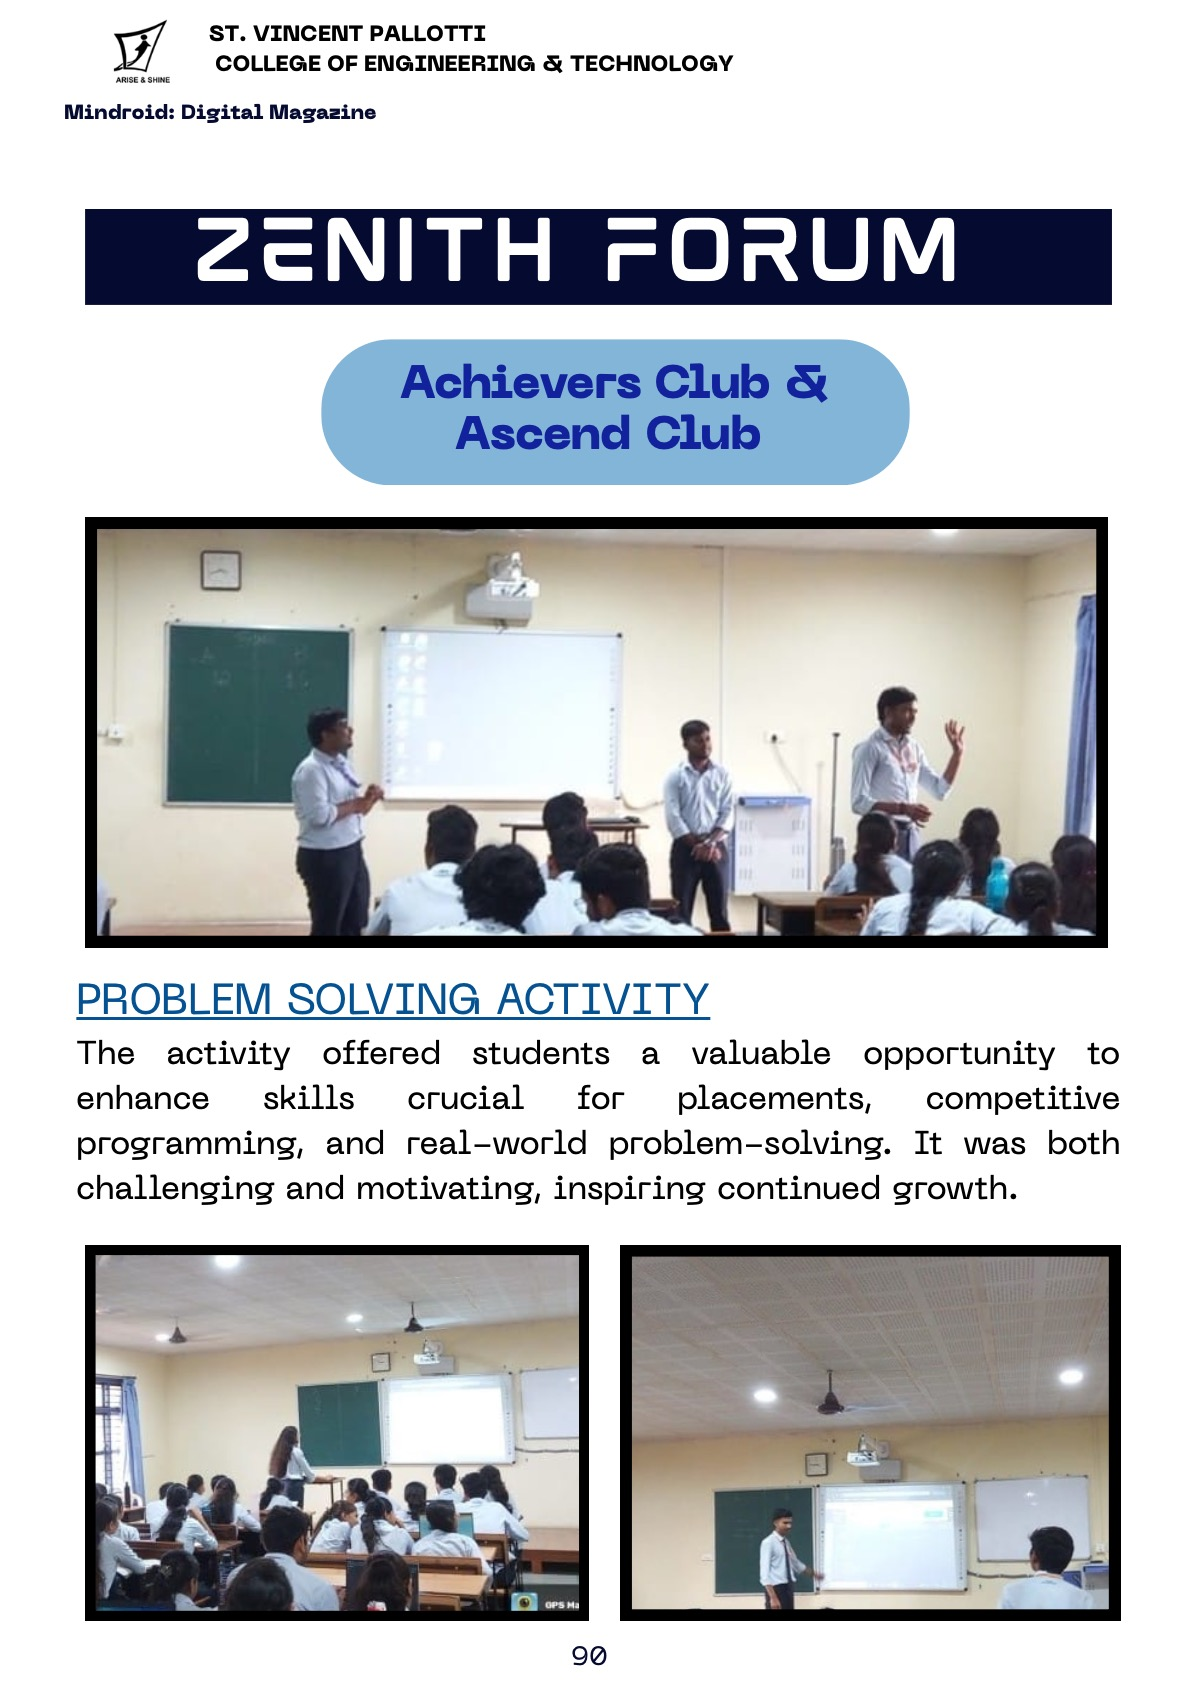 ST. VINCENT PALLOTTI
COLLEGE OF ENGINEERING & TECHNOLOGY
ARISE & SHINE
Mindroid: Digital Magazine
ZENITH FORUM
Achievers Club &
Ascend Club
PROBLEM SOLVING ACTIVITY
The activity offered students a valuable opportunity to
enhance skills crucial for placements, competitive
programming, and real-world problem-solving. It was both
challenging and motivating, inspiring continued growth.
GPS Ma
90